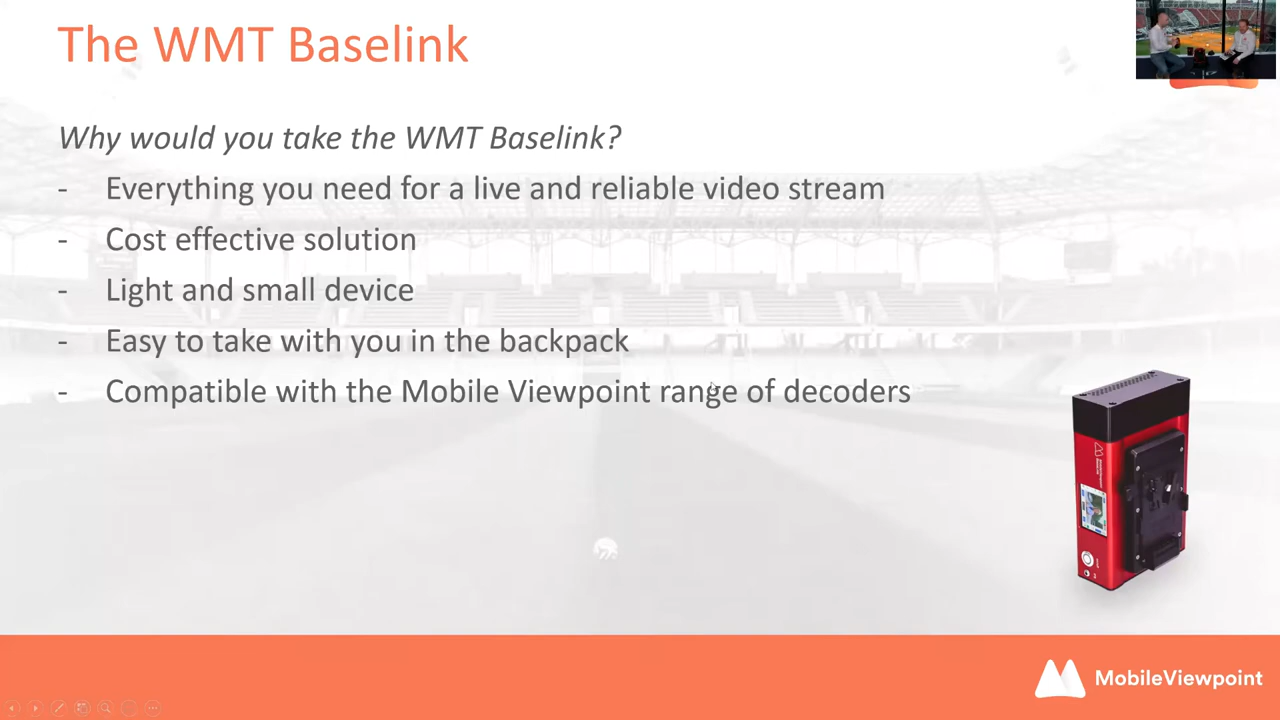 The WMT Baselink
Why would you take the WMT Baselink?
- Everything you need for a live and reliable video stream
- Cost effective solution
- Light and small device
- Easy to take with you in the backpack
- Compatible with the Mobile Viewpoint range of decoders
MobileViewpoint